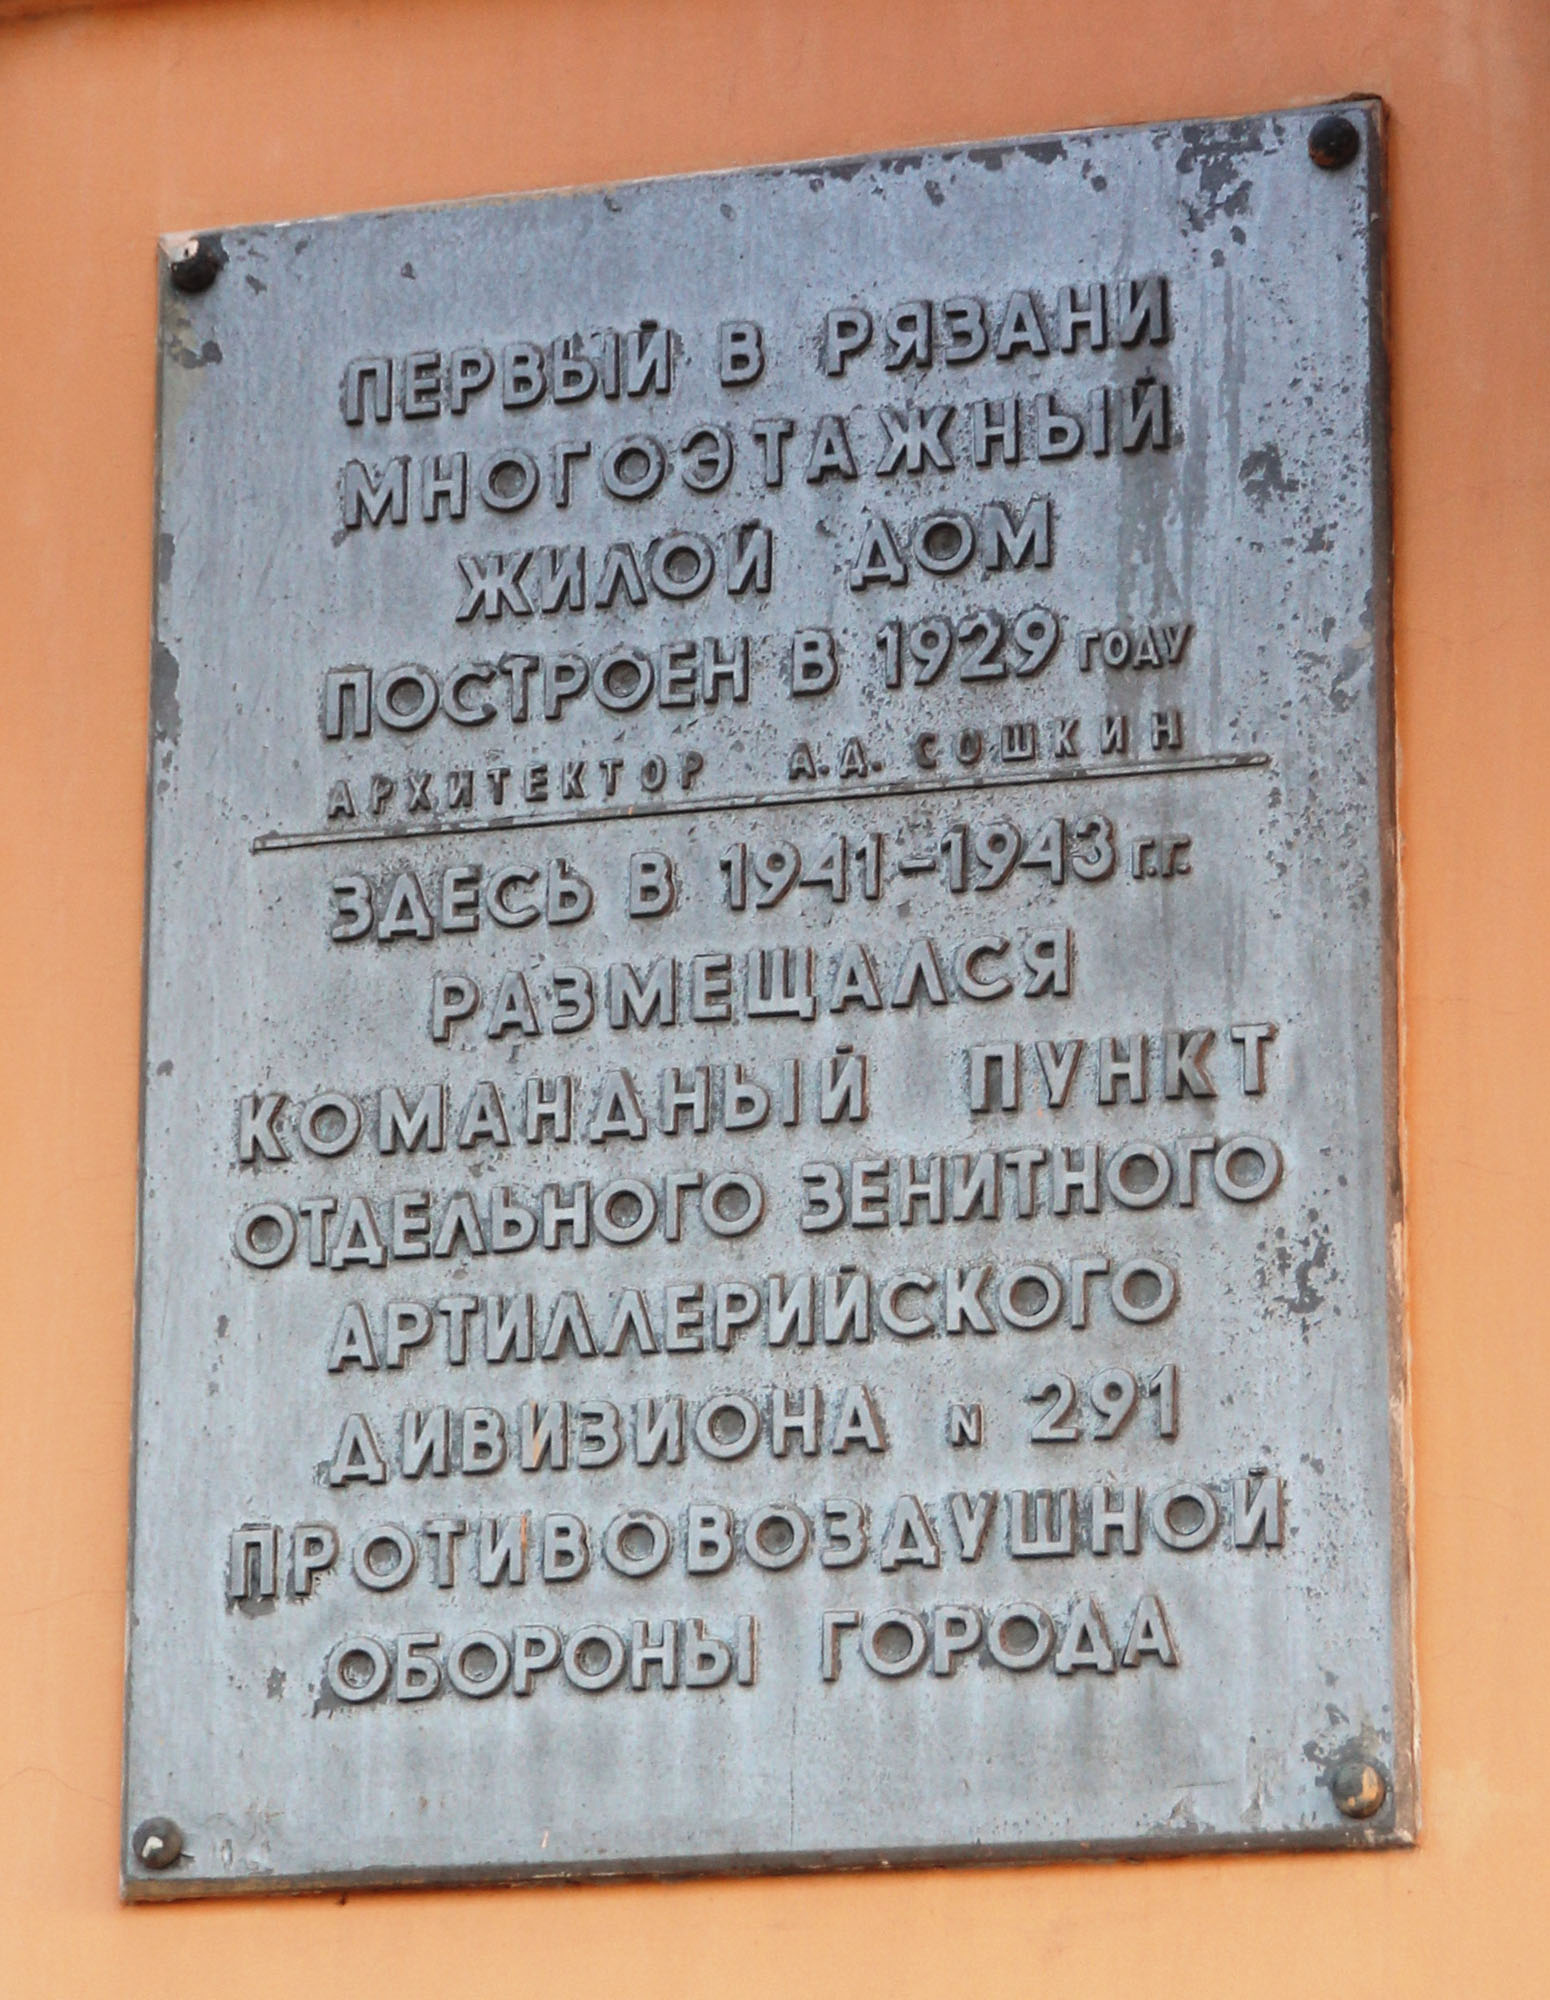 ПЕРВЫЙ В РЯЗАНИ
МНОГОЭТАЖНЫЙ
ЖИЛОЙ ДОМ
ПОСТРОЕН В 1929 ГОДУ
АРХИТЕКТОР А.Д. СОШКИН
ЗДЕСЬ В 1941-1943 Г.Г.
РАЗМЕЩАЛСЯ
КОМАНДНЫЙ ПУНКТ
ОТДЕЛЬНОГО ЗЕНИТНОГО
АРТИЛЛЕРИЙСКОГО
ДИВИЗИОНА N 291
ПРОТИВОВОЗДУШНОЙ
ОБОРОНЫ ГОРОДА